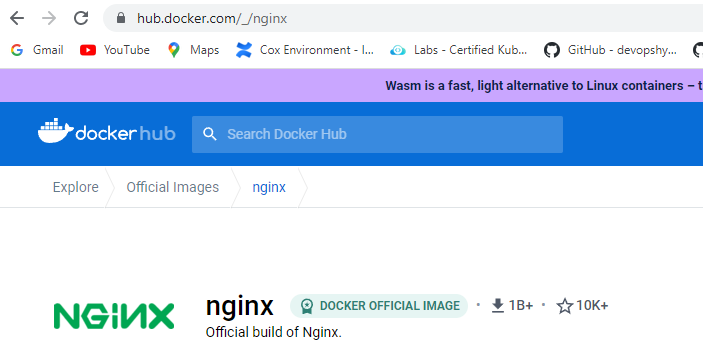 hub.docker.com/_/nginx
Gmail YouTube Maps Cox Environment - I... Labs - Certified Kub... GitHub - devopshy...
Wasm is a fast, light alternative to Linux containers – t
docker hub Search Docker Hub
Explore Official Images nginx
NGINX nginx DOCKER OFFICIAL IMAGE • 1B+ • 10K+
Official build of Nginx.